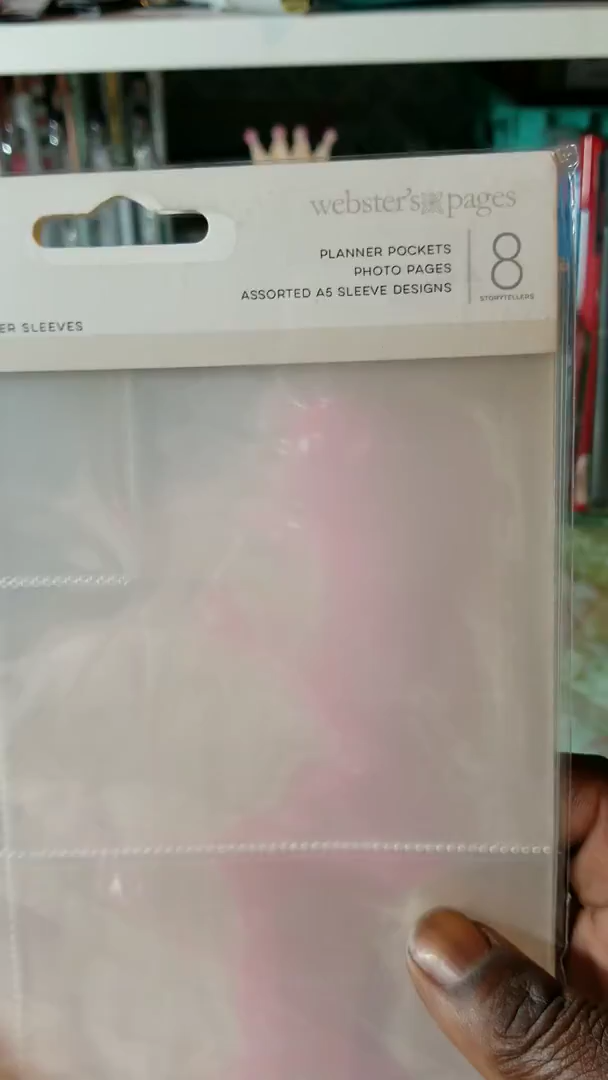 webster's pages
PLANNER POCKETS
PHOTO PAGES
ASSORTED A5 SLEEVE DESIGNS
8
STORYTELLERS
ER SLEEVES